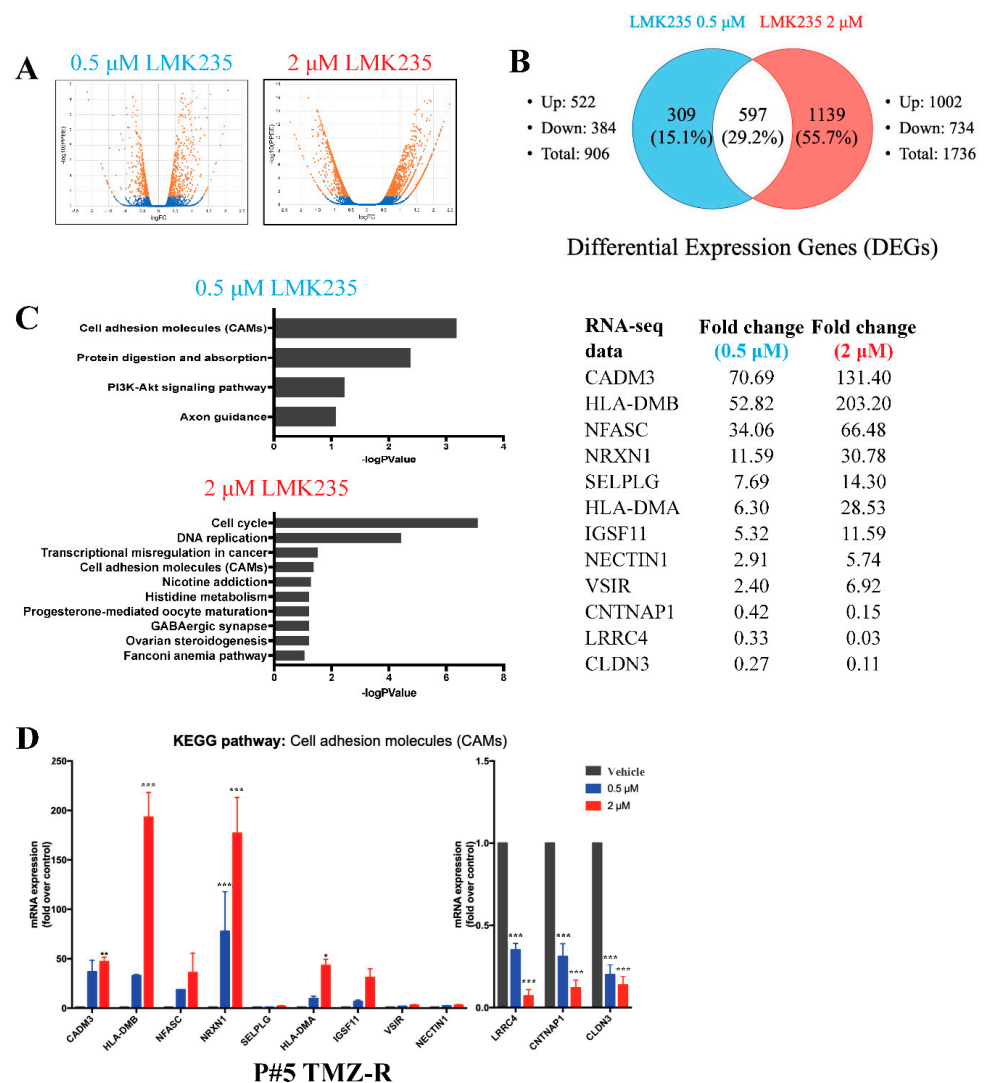 A
0.5 μM LMK235
2 μM LMK235
-log10(PPEE)
logFC
-log10(PPEE)
logFC
B
LMK235 0.5 μM
LMK235 2 μM
• Up: 522
• Down: 384
• Total: 906
309
(15.1%)
597
(29.2%)
1139
(55.7%)
• Up: 1002
• Down: 734
• Total: 1736
Differential Expression Genes (DEGs)
C
0.5 μM LMK235
Cell adhesion molecules (CAMs)
Protein digestion and absorption
PI3K-Akt signaling pathway
Axon guidance
0 1 2 3 4
-logPValue
2 μM LMK235
Cell cycle
DNA replication
Transcriptional misregulation in cancer
Cell adhesion molecules (CAMs)
Nicotine addiction
Histidine metabolism
Progesterone-mediated oocyte maturation
GABAergic synapse
Ovarian steroidogenesis
Fanconi anemia pathway
0 2 4 6 8
-logPValue
RNA-seq data Fold change (0.5 μM) Fold change (2 μM)
CADM3 70.69 131.40
HLA-DMB 52.82 203.20
NFASC 34.06 66.48
NRXN1 11.59 30.78
SELPLG 7.69 14.30
HLA-DMA 6.30 28.53
IGSF11 5.32 11.59
NECTIN1 2.91 5.74
VSIR 2.40 6.92
CNTNAP1 0.42 0.15
LRRC4 0.33 0.03
CLDN3 0.27 0.11
D
KEGG pathway: Cell adhesion molecules (CAMs)
mRNA expression
(fold over control)
250
200
150
100
50
0
** *** *** *** *
CADM3 HLA-DMB NFASC NRXN1 SELPLG HLA-DMA IGSF11 VSIR NECTIN1
P#5 TMZ-R
mRNA expression
(fold over control)
1.5
1.0
0.5
0.0
Vehicle
0.5 μM
2 μM
*** *** *** *** *** ***
LRRC4 CNTNAP1 CLDN3